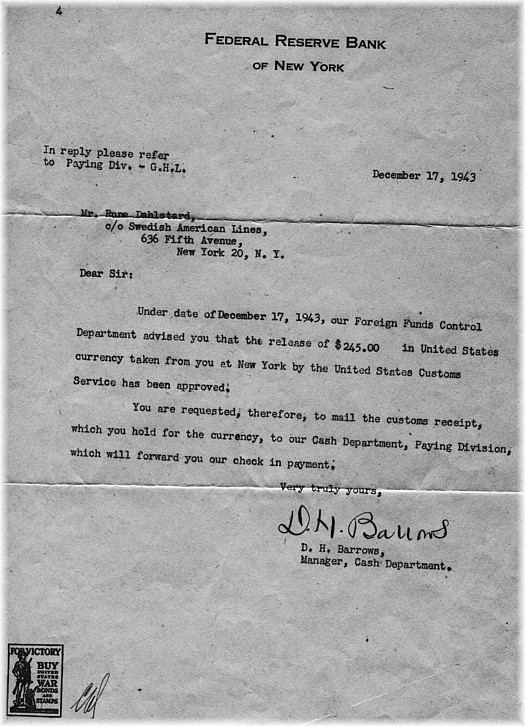 4
FEDERAL RESERVE BANK
OF NEW YORK
In reply please refer
to Paying Div. - G.H.L.
December 17, 1943
Mr. Rune Dahlstard,
c/o Swedish American Lines,
636 Fifth Avenue,
New York 20, N. Y.
Dear Sir:
Under date of December 17, 1943, our Foreign Funds Control
Department advised you that the release of $245.00 in United States
currency taken from you at New York by the United States Customs
Service has been approved.
You are requested, therefore, to mail the customs receipt,
which you hold for the currency, to our Cash Department, Paying Division,
which will forward you our check in payment.
Very truly yours,
D. H. Barrows
D. H. Barrows,
Manager, Cash Department.
FOR VICTORY
BUY
UNITED
STATES
WAR
BONDS
AND
STAMPS